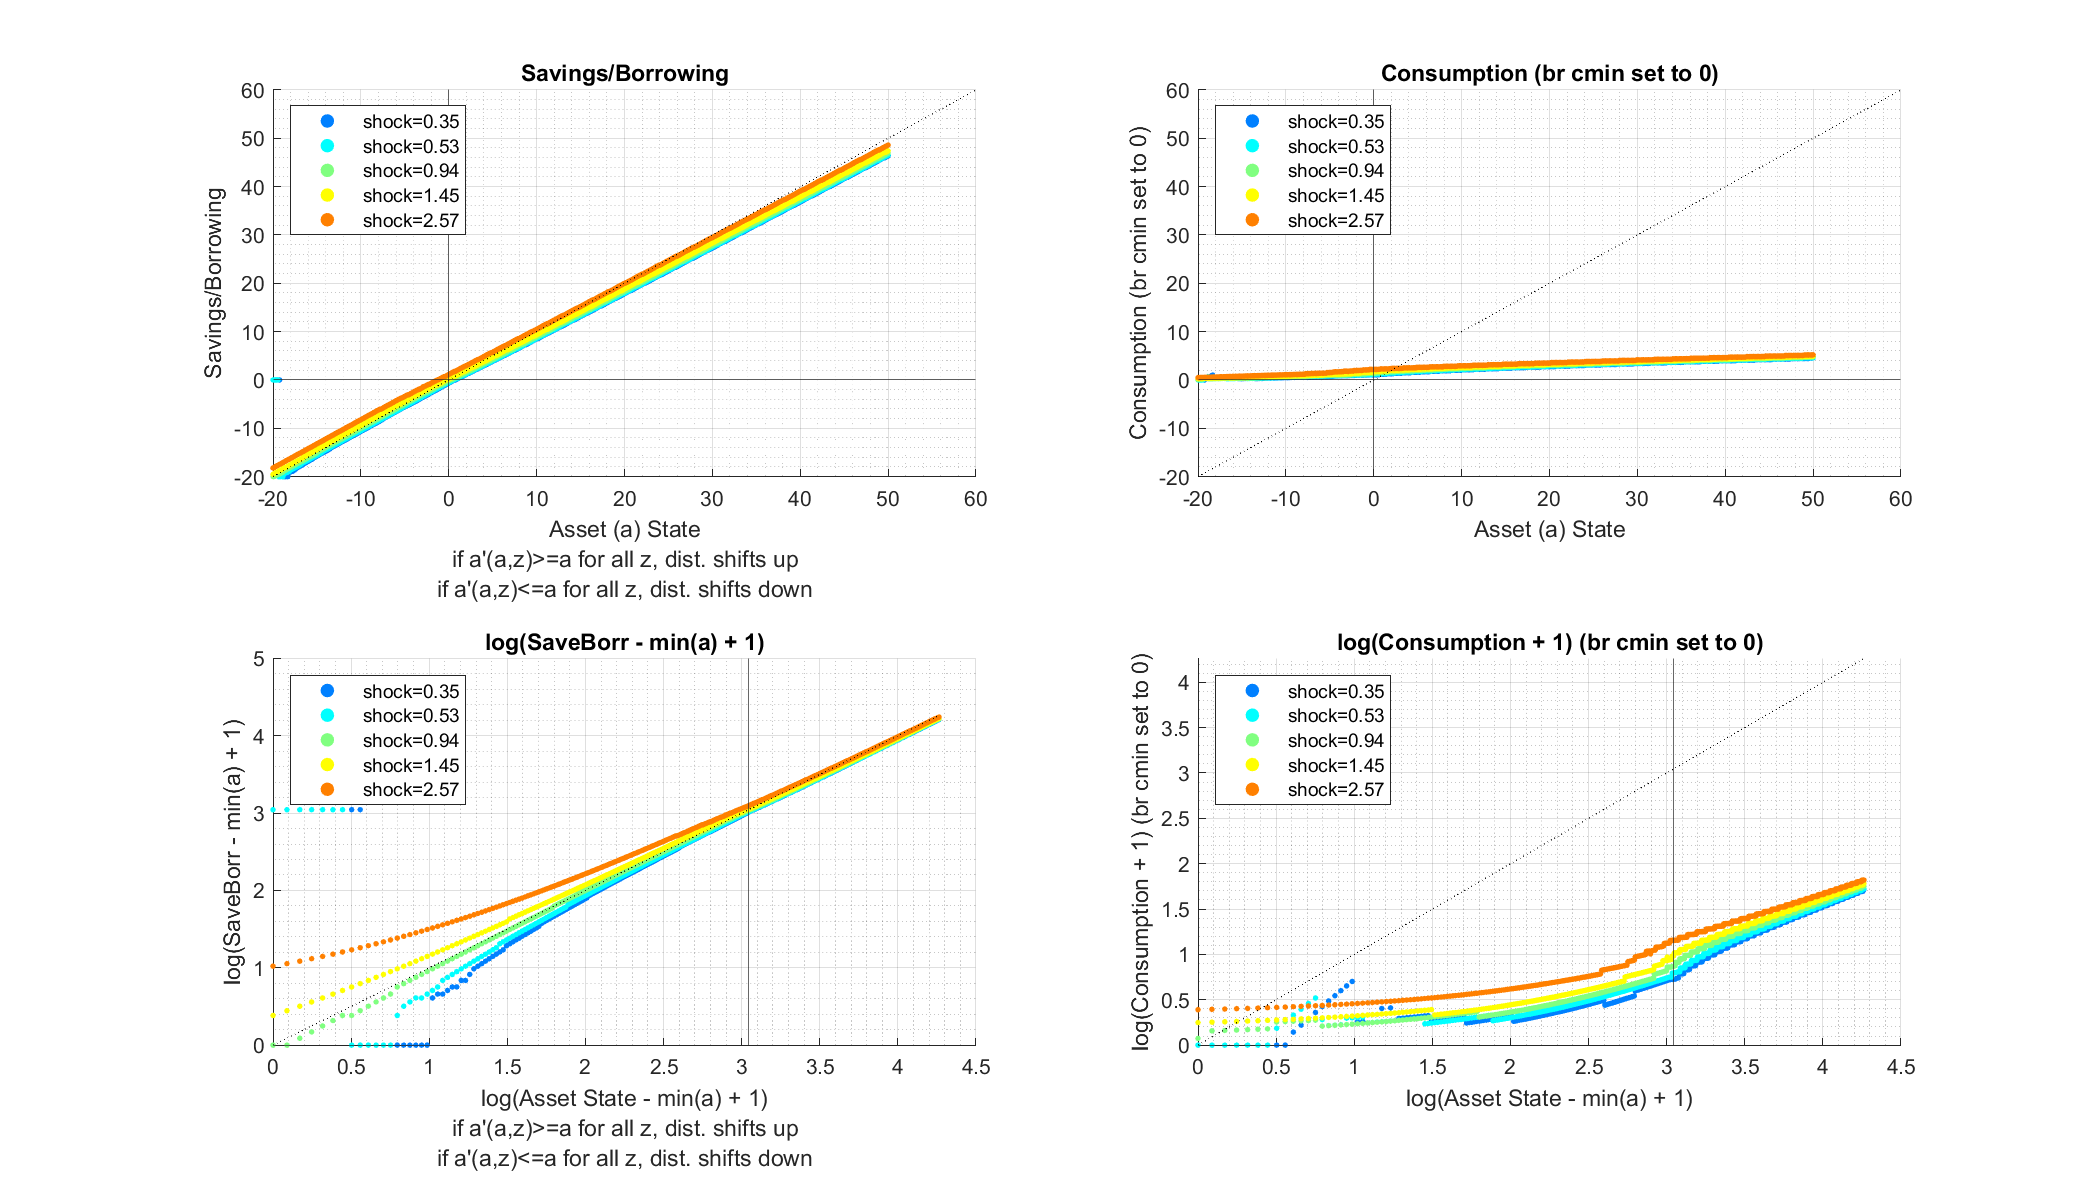 Savings/Borrowing
60
50
40
30
20
10
0
-10
-20
Savings/Borrowing
shock=0.35
shock=0.53
shock=0.94
shock=1.45
shock=2.57
-20
-10
0
10
20
30
40
50
60
Asset (a) State
if a'(a,z)>=a for all z, dist. shifts up
if a'(a,z)<=a for all z, dist. shifts down
Consumption (br cmin set to 0)
60
50
40
30
20
10
0
-10
-20
Consumption (br cmin set to 0)
shock=0.35
shock=0.53
shock=0.94
shock=1.45
shock=2.57
-20
-10
0
10
20
30
40
50
60
Asset (a) State
log(SaveBorr - min(a) + 1)
5
4
3
2
1
0
log(SaveBorr - min(a) + 1)
shock=0.35
shock=0.53
shock=0.94
shock=1.45
shock=2.57
0
0.5
1
1.5
2
2.5
3
3.5
4
4.5
log(Asset State - min(a) + 1)
if a'(a,z)>=a for all z, dist. shifts up
if a'(a,z)<=a for all z, dist. shifts down
log(Consumption + 1) (br cmin set to 0)
4
3.5
3
2.5
2
1.5
1
0.5
0
log(Consumption + 1) (br cmin set to 0)
shock=0.35
shock=0.53
shock=0.94
shock=1.45
shock=2.57
0
0.5
1
1.5
2
2.5
3
3.5
4
4.5
log(Asset State - min(a) + 1)